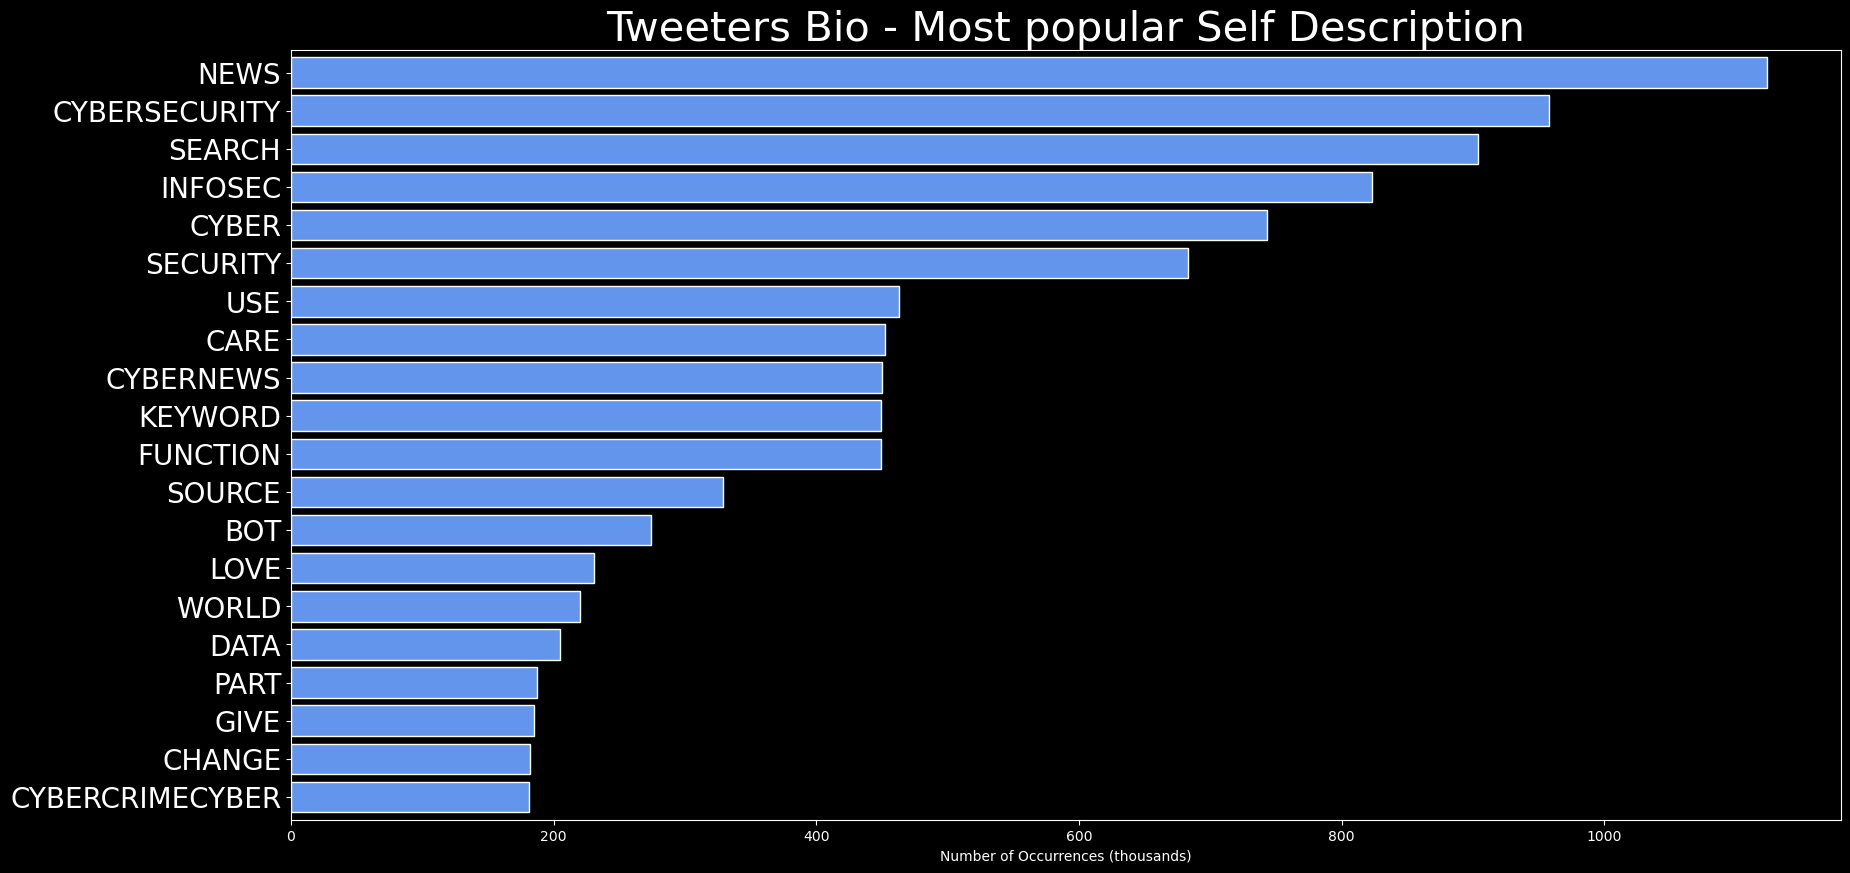 Tweeters Bio - Most popular Self Description
NEWS
CYBERSECURITY
SEARCH
INFOSEC
CYBER
SECURITY
USE
CARE
CYBERNEWS
KEYWORD
FUNCTION
SOURCE
BOT
LOVE
WORLD
DATA
PART
GIVE
CHANGE
CYBERCRIMECYBER
0 200 400 600 800 1000
Number of Occurrences (thousands)